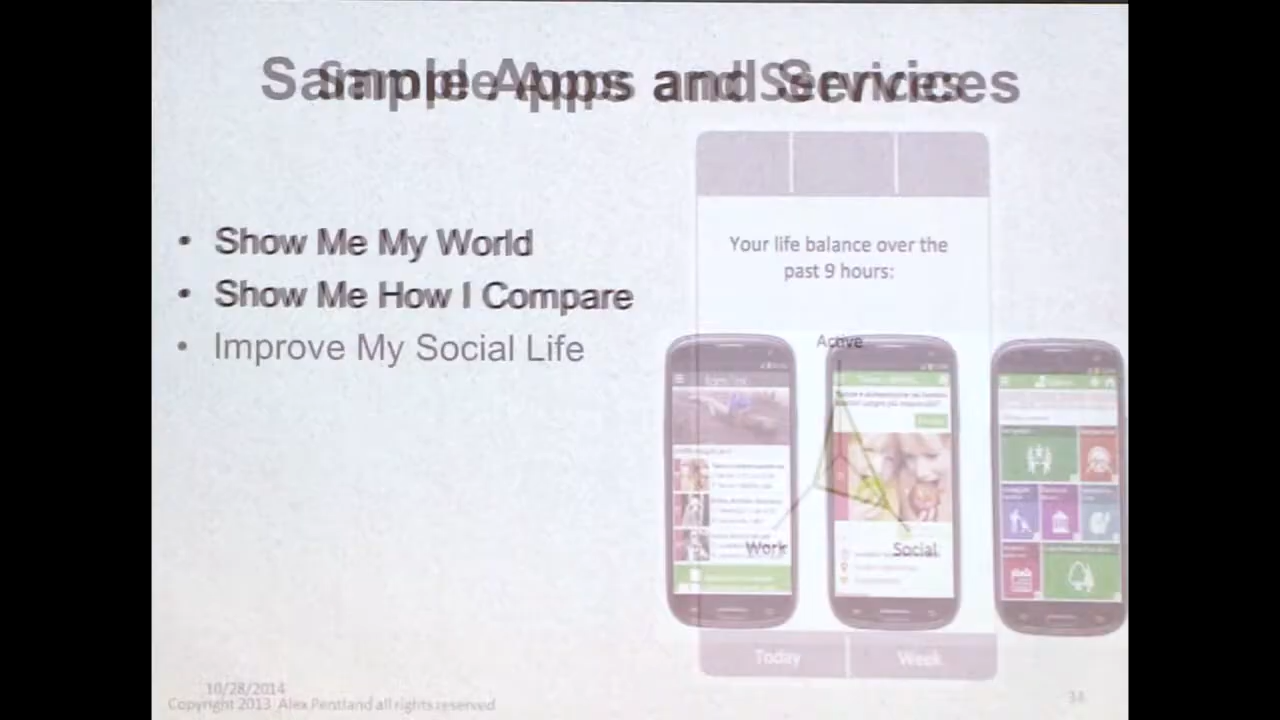 Sample Apps and Services
• Show Me My World
• Show Me How I Compare
• Improve My Social Life
Your life balance over the
past 9 hours:
Active
Work
Social
Today
Week
10/28/2014
Copyright 2013 Alex Pentland all rights reserved